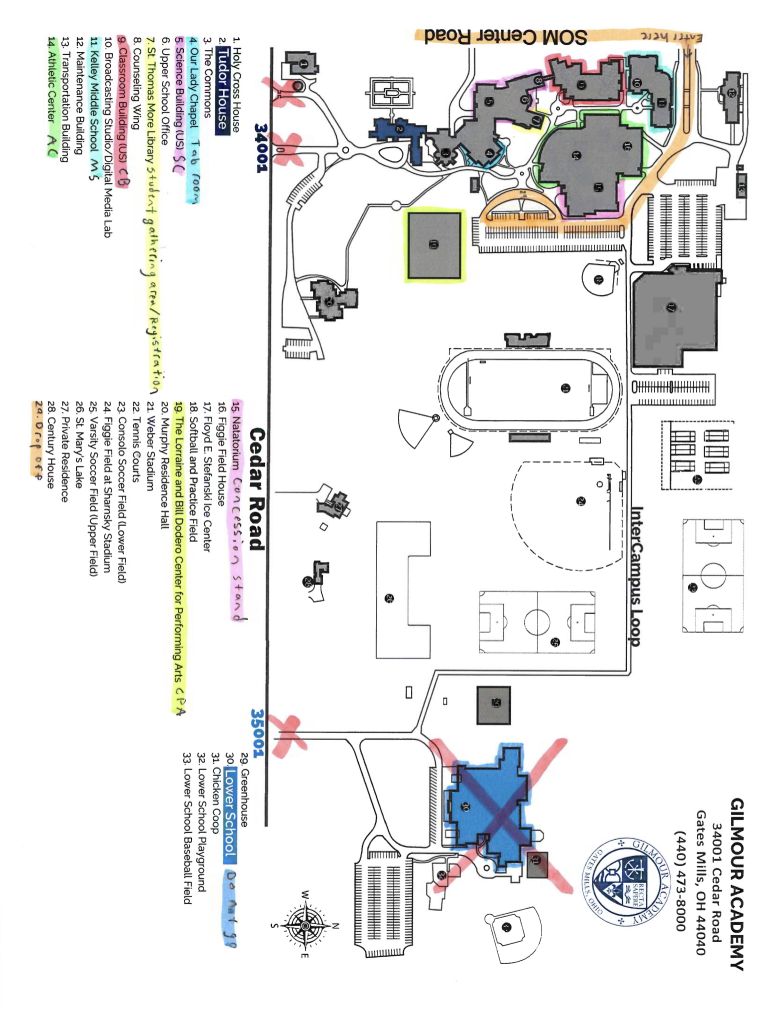 GILMOUR ACADEMY
34001 Cedar Road
Gates Mills, OH 44040
(440) 473-8000
GILMOUR ACADEMY
GATES MILLS, OHIO
RECTA
SAPERE
SOM Center Road
Enter here
InterCampus Loop
Cedar Road
34001
35001
N
E
S
W
1. Holy Cross House
2. Tudor House
3. The Commons
4. Our Lady Chapel Tab room
5. Science Building (US) SC
6. Upper School Office
7. St. Thomas More Library student gathering area/Registration
8. Counseling Wing
9. Classroom Building (US) CB
10. Broadcasting Studio/Digital Media Lab
11. Kelley Middle School MS
12. Maintenance Building
13. Transportation Building
14. Athletic Center AC
15. Natatorium Concession stand
16. Figgie Field House
17. Floyd E. Stefanski Ice Center
18. Softball and Practice Field
19. The Lorraine and Bill Dodero Center for Performing Arts CPA
20. Murphy Residence Hall
21. Weber Stadium
22. Tennis Courts
23. Consolo Soccer Field (Lower Field)
24. Figgie Field at Sharnsky Stadium
25. Varsity Soccer Field (Upper Field)
26. St. Mary's Lake
27. Private Residence
28. Century House
29. Drop off
29. Greenhouse
30. Lower School Do not go
31. Chicken Coop
32. Lower School Playground
33. Lower School Baseball Field